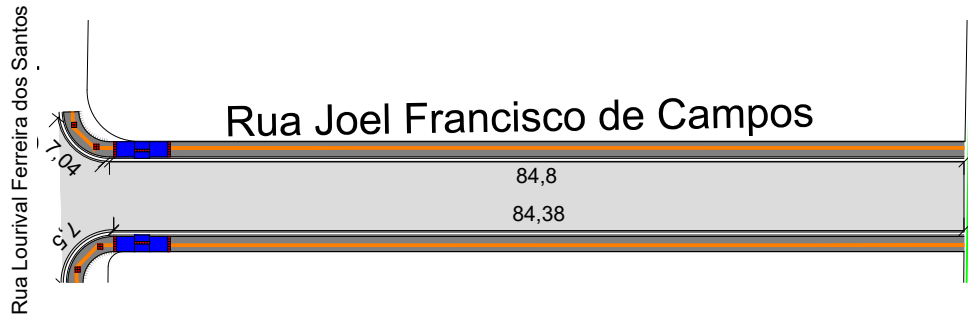 Rua Lourival Ferreira dos Santos
Rua Joel Francisco de Campos
7,04
84,8
84,38
7,5